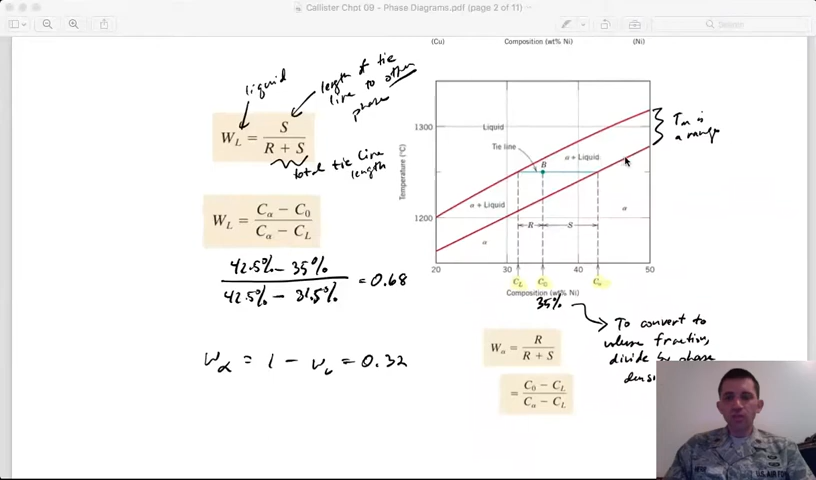 Callister Chpt 09 - Phase Diagrams.pdf (page 2 of 11)
Search
(Cu) Composition (wt% Ni) (Ni)
liquid
length of tie
line to other
phase
W_L = S / (R + S)
total tie line
length
W_L = (C_α − C_0) / (C_α − C_L)
(42.5% − 35%) / (42.5% − 31.5%) = 0.68
W_α = 1 − W_L = 0.32
Temperature (°C)
1300
1200
Liquid
Tie line
B
α + Liquid
α + Liquid
α
α
R S
20 30 40 50
C_L C_0 C_α
Composition (wt% Ni)
35%
T_m is
a range
To convert to
volume fraction,
divide by phase
W_α = R / (R + S)
= (C_0 − C_L) / (C_α − C_L)
U.S. AIR